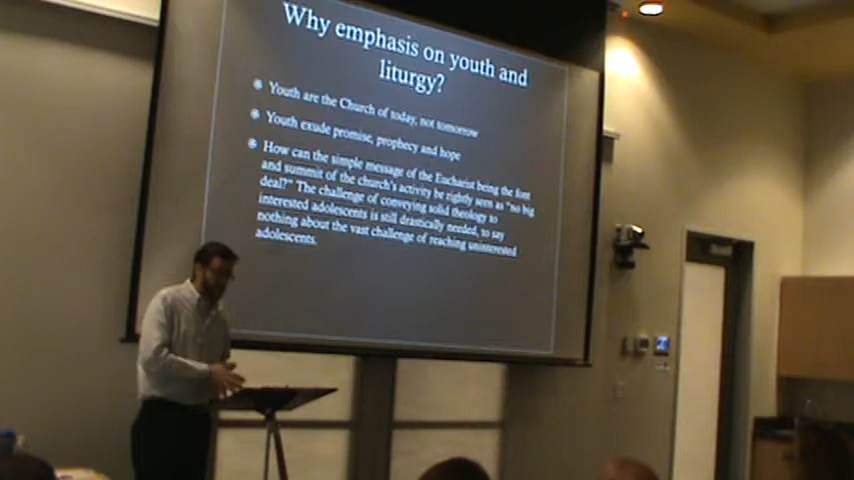 Why emphasis on youth and
liturgy?
Youth are the Church of today, not tomorrow
Youth exude promise, prophecy and hope
How can the simple message of the Eucharist being the font
and summit of the church's activity be rightly seen as "no big
deal?" The challenge of conveying solid theology to
interested adolescents is still drastically needed, to say
nothing about the vast challenge of reaching uninterested
adolescents.